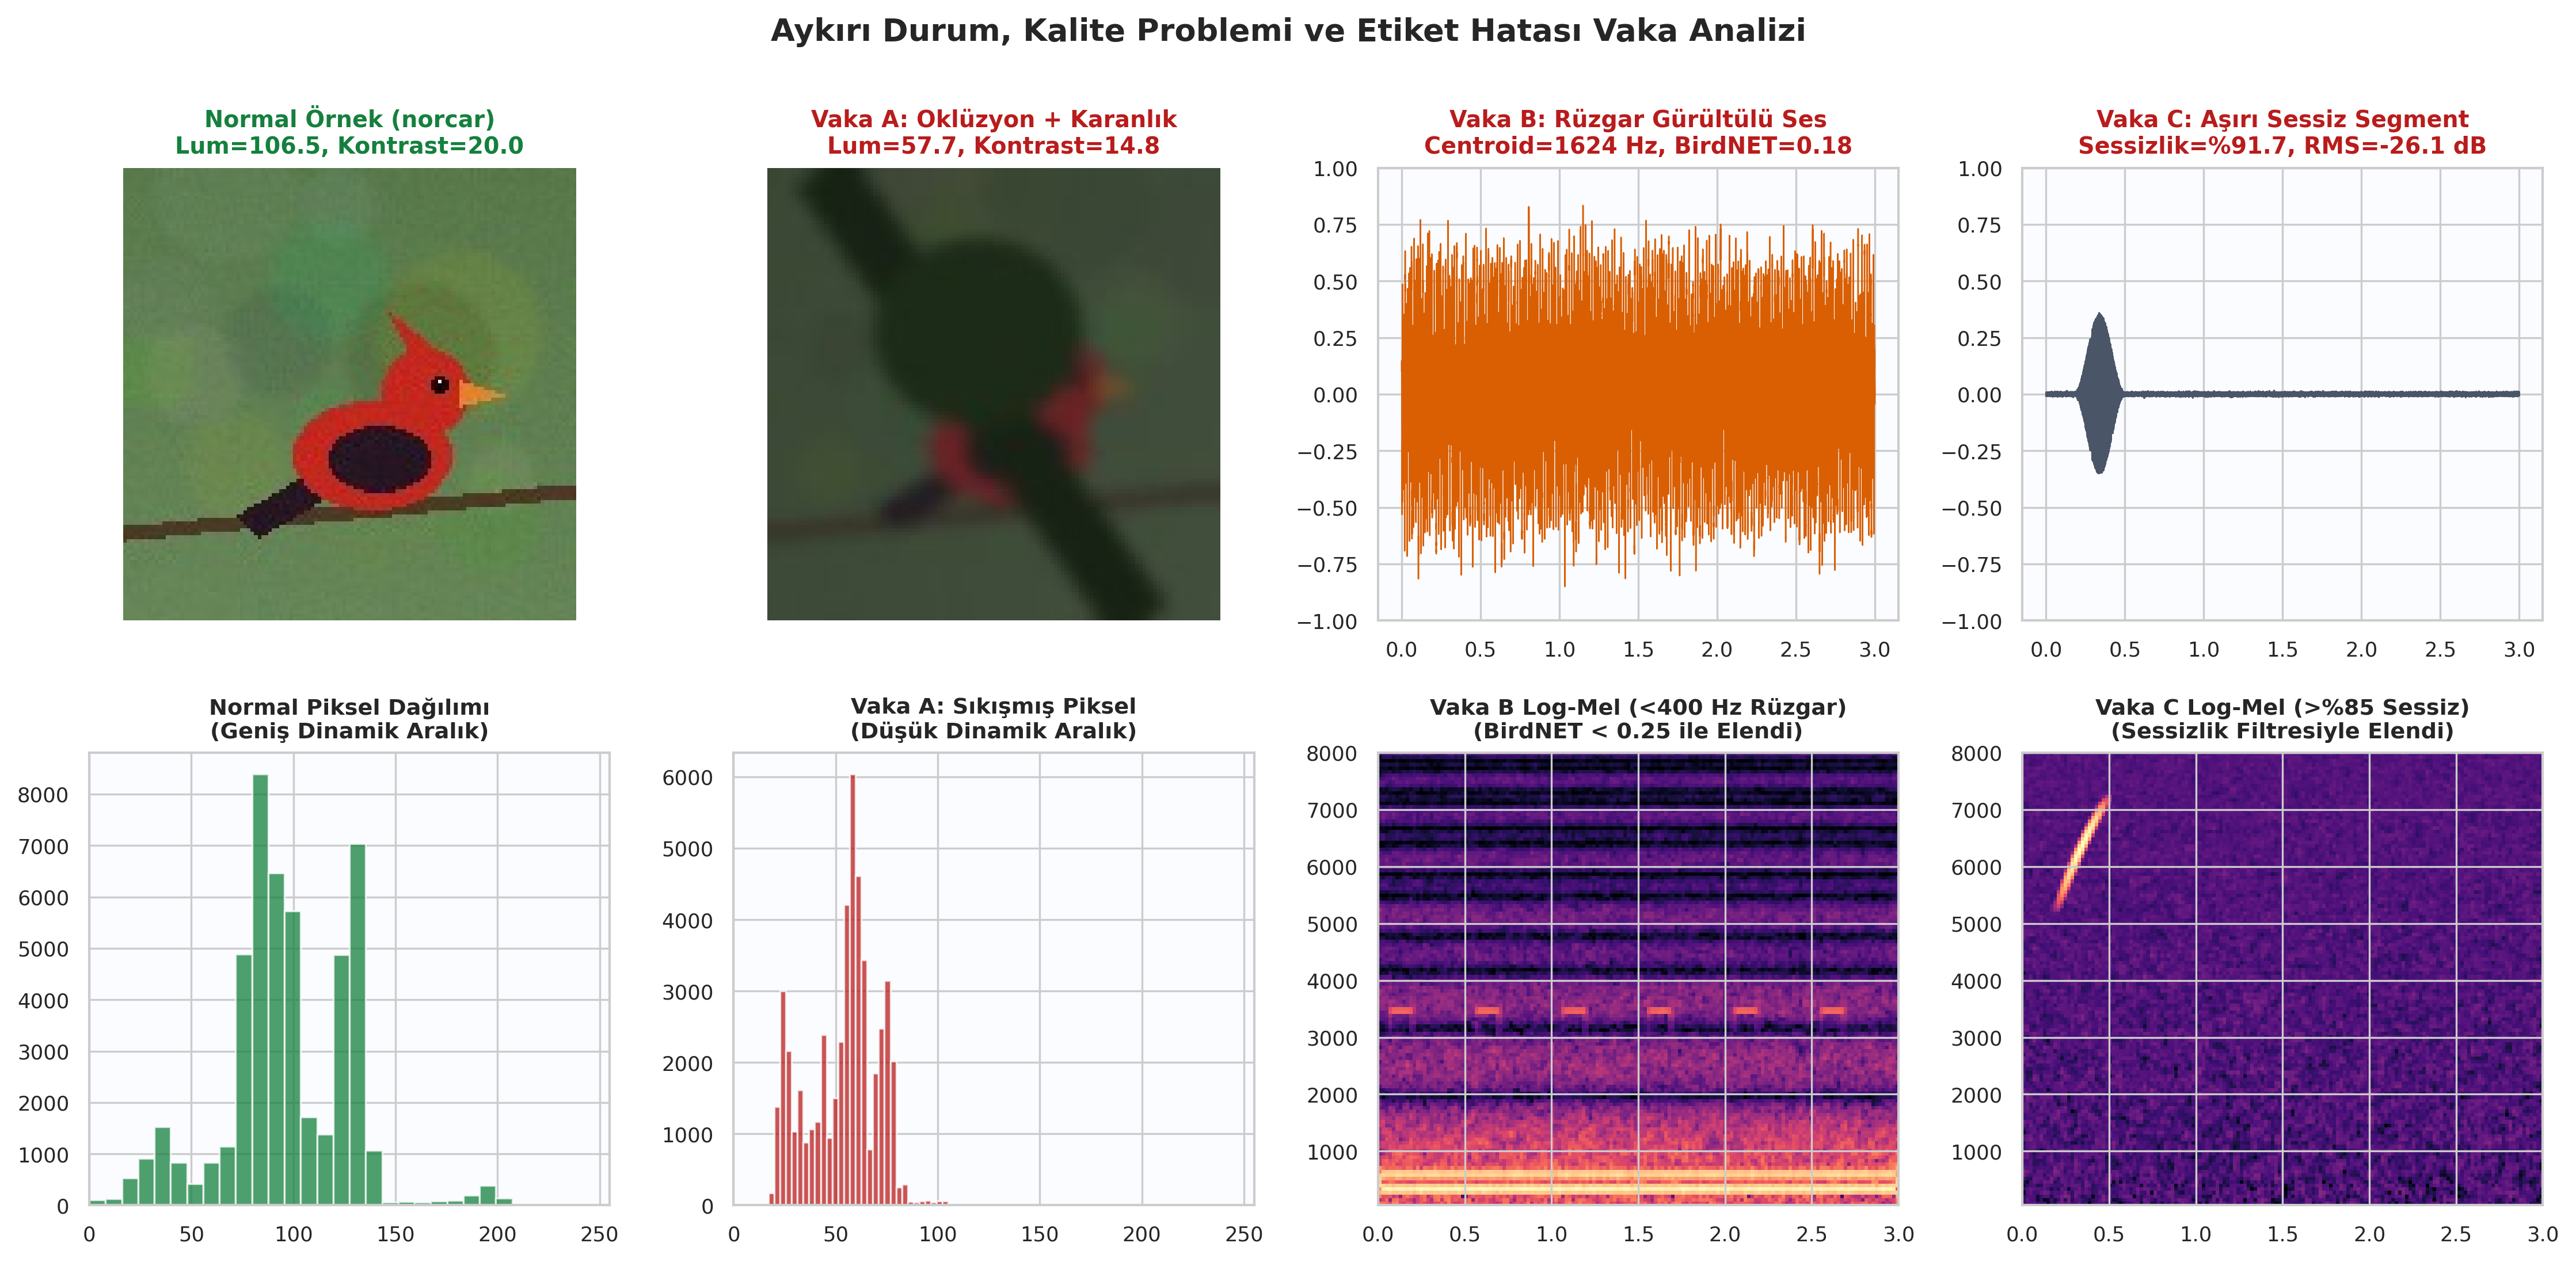 Aykırı Durum, Kalite Problemi ve Etiket Hatası Vaka Analizi
Normal Örnek (norcar)
Lum=106.5, Kontrast=20.0
Vaka A: Oklüzyon + Karanlık
Lum=57.7, Kontrast=14.8
Vaka B: Rüzgar Gürültülü Ses
Centroid=1624 Hz, BirdNET=0.18
1.00
0.75
0.50
0.25
0.00
−0.25
−0.50
−0.75
−1.00
0.0 0.5 1.0 1.5 2.0 2.5 3.0
Vaka C: Aşırı Sessiz Segment
Sessizlik=%91.7, RMS=-26.1 dB
1.00
0.75
0.50
0.25
0.00
−0.25
−0.50
−0.75
−1.00
0.0 0.5 1.0 1.5 2.0 2.5 3.0
Normal Piksel Dağılımı
(Geniş Dinamik Aralık)
8000
7000
6000
5000
4000
3000
2000
1000
0
0 50 100 150 200 250
Vaka A: Sıkışmış Piksel
(Düşük Dinamik Aralık)
6000
5000
4000
3000
2000
1000
0
0 50 100 150 200 250
Vaka B Log-Mel (<400 Hz Rüzgar)
(BirdNET < 0.25 ile Elendi)
8000
7000
6000
5000
4000
3000
2000
1000
0.0 0.5 1.0 1.5 2.0 2.5 3.0
Vaka C Log-Mel (>%85 Sessiz)
(Sessizlik Filtresiyle Elendi)
8000
7000
6000
5000
4000
3000
2000
1000
0.0 0.5 1.0 1.5 2.0 2.5 3.0